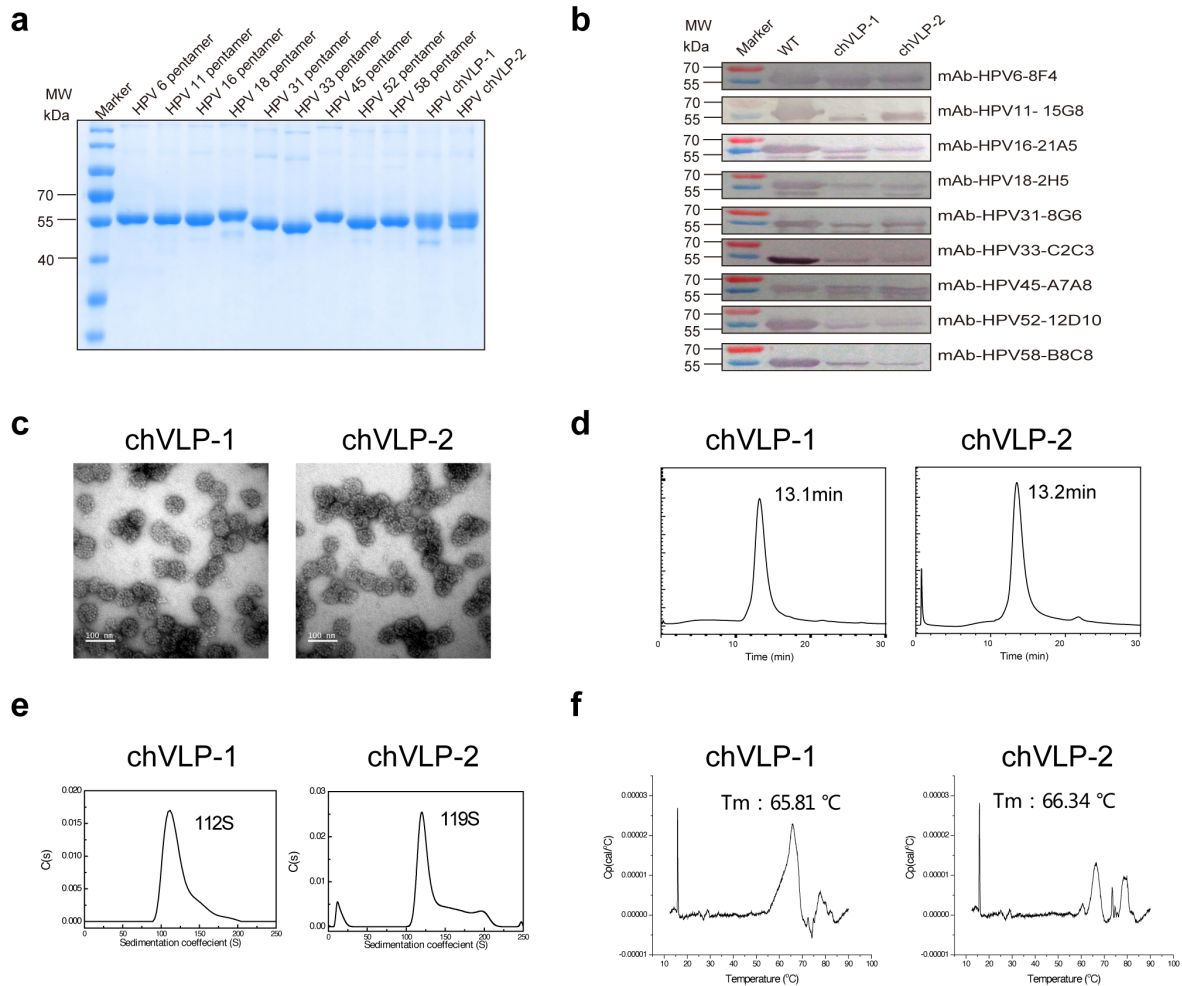 a
MW
kDa
Marker
HPV 6 pentamer
HPV 11 pentamer
HPV 16 pentamer
HPV 18 pentamer
HPV 31 pentamer
HPV 33 pentamer
HPV 45 pentamer
HPV 52 pentamer
HPV 58 pentamer
HPV chVLP-1
HPV chVLP-2
70
55
40
b
MW
kDa
Marker
WT
chVLP-1
chVLP-2
70
55
mAb-HPV6-8F4
70
55
mAb-HPV11- 15G8
70
55
mAb-HPV16-21A5
70
55
mAb-HPV18-2H5
70
55
mAb-HPV31-8G6
70
55
mAb-HPV33-C2C3
70
55
mAb-HPV45-A7A8
70
55
mAb-HPV52-12D10
70
55
mAb-HPV58-B8C8
c
chVLP-1
chVLP-2
100 nm
100 nm
d
chVLP-1
chVLP-2
13.1min
13.2min
0 10 20 30
Time (min)
0 10 20 30
Time (min)
e
chVLP-1
chVLP-2
0.020
0.015
0.010
0.005
0.000
C(s)
112S
0 50 100 150 200 250
Sedimentation coeffecient (S)
0.03
0.02
0.01
0.00
C(s)
119S
0 50 100 150 200 250
Sedimentation coeffecient (S)
f
chVLP-1
chVLP-2
Tm : 65.81 ℃
0.00003
0.00002
0.00001
0.00000
-0.00001
Cp(cal/°C)
10 20 30 40 50 60 70 80 90 100
Temperature (°C)
Tm : 66.34 ℃
0.00003
0.00002
0.00001
0.00000
-0.00001
Cp(cal/°C)
10 20 30 40 50 60 70 80 90 100
Temperature (°C)